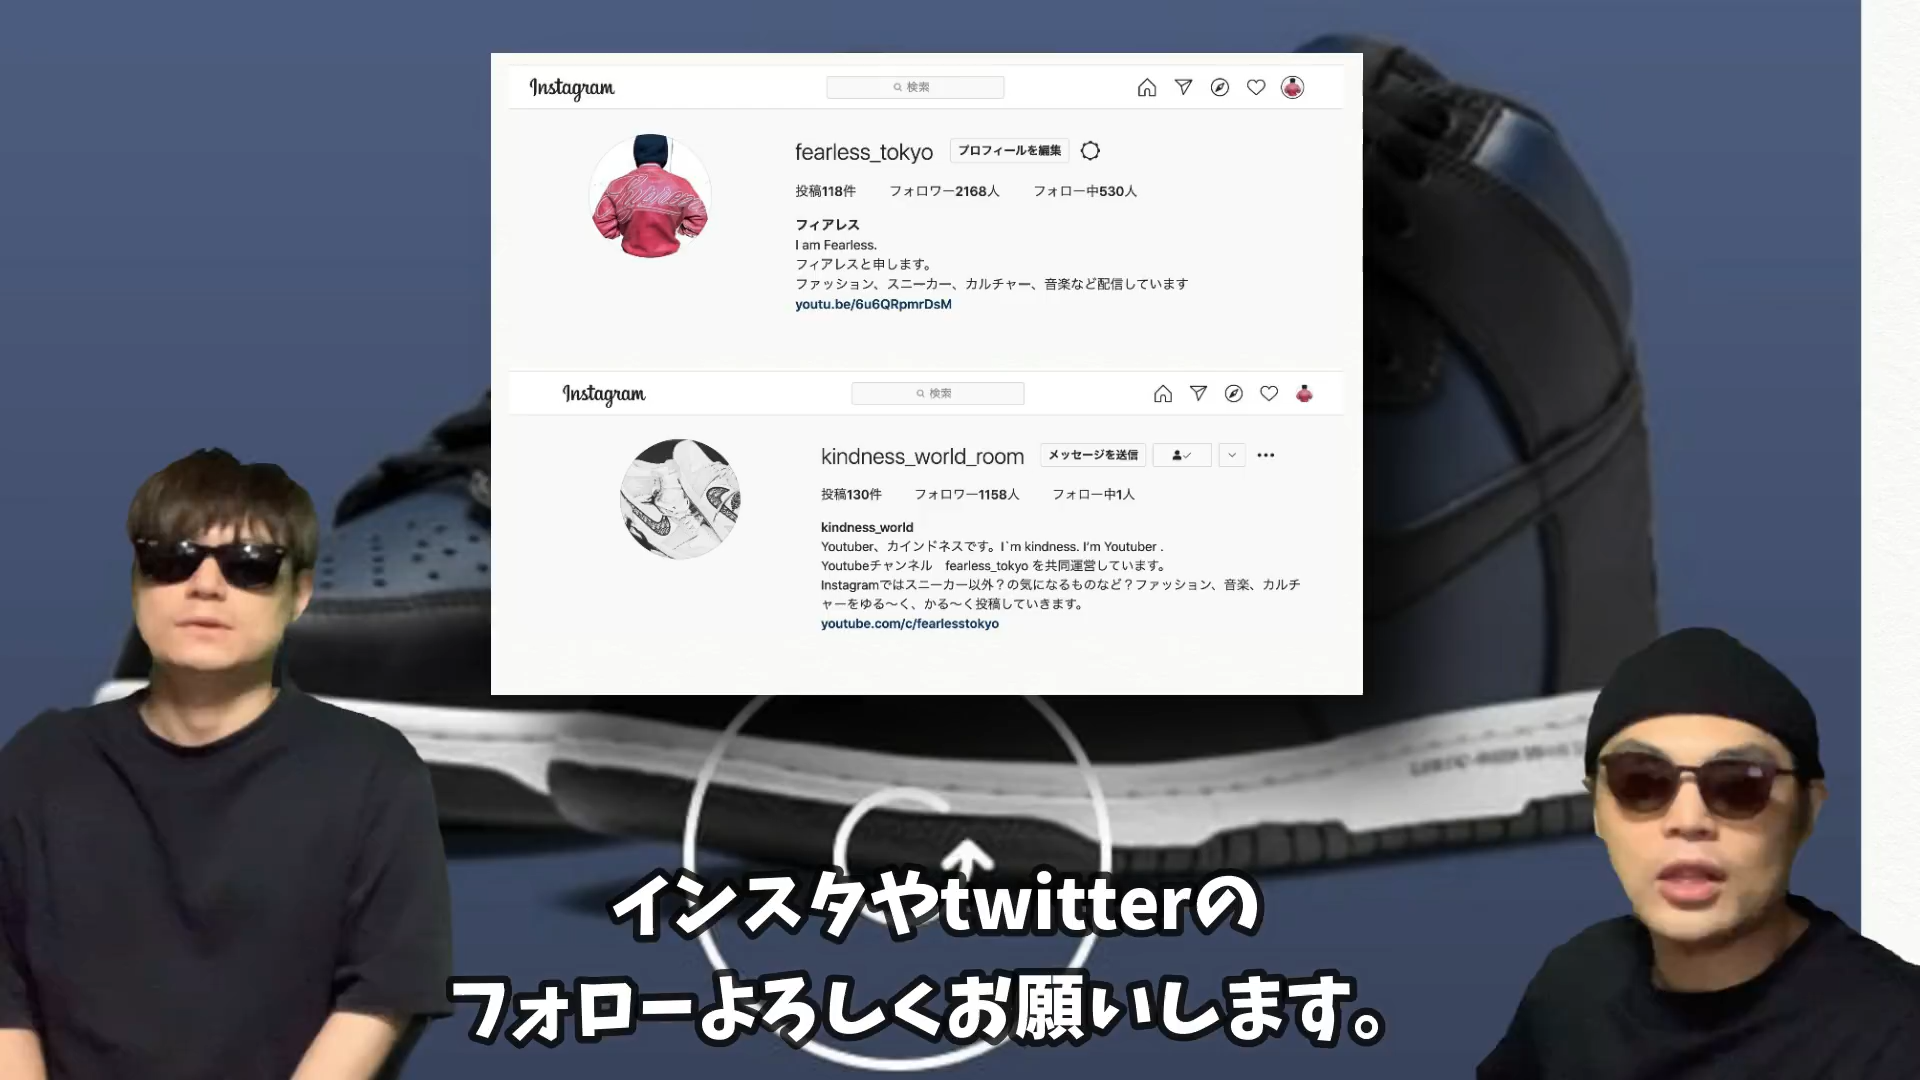 Instagram
検索
fearless_tokyo プロフィールを編集
投稿118件 フォロワー2168人 フォロー中530人
フィアレス
I am Fearless.
フィアレスと申します。
ファッション、スニーカー、カルチャー、音楽など配信しています
youtu.be/6u6QRpmrDsM
Instagram
検索
kindness_world_room メッセージを送信
投稿130件 フォロワー1158人 フォロー中1人
kindness_world
Youtuber、カインドネスです。I`m kindness. I'm Youtuber .
Youtubeチャンネル　fearless_tokyo を共同運営しています。
Instagramではスニーカー以外？の気になるものなど？ファッション、音楽、カルチ
ャーをゆる〜く、かる〜く投稿していきます。
youtube.com/c/fearlesstokyo
インスタやtwitterの
フォローよろしくお願いします。